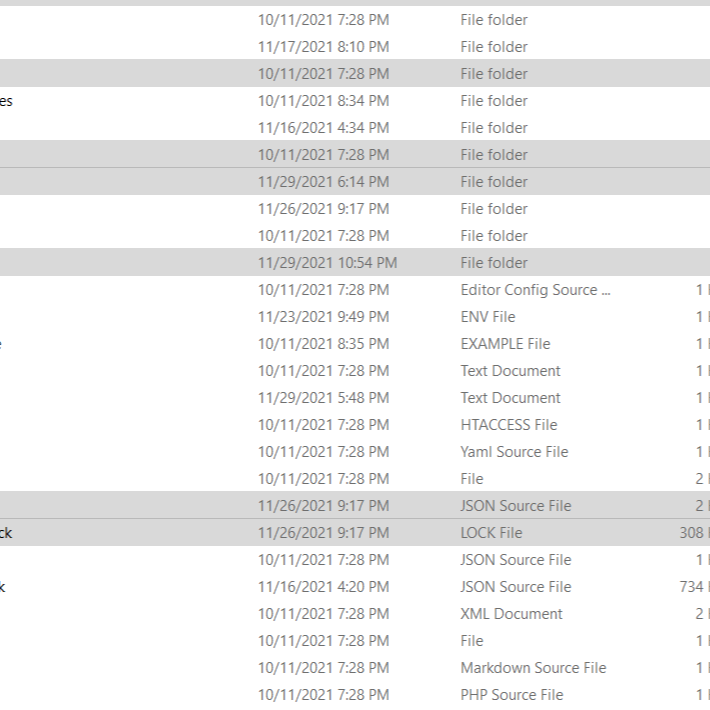 10/11/2021 7:28 PM File folder
11/17/2021 8:10 PM File folder
10/11/2021 7:28 PM File folder
es 10/11/2021 8:34 PM File folder
11/16/2021 4:34 PM File folder
10/11/2021 7:28 PM File folder
11/29/2021 6:14 PM File folder
11/26/2021 9:17 PM File folder
10/11/2021 7:28 PM File folder
11/29/2021 10:54 PM File folder
10/11/2021 7:28 PM Editor Config Source ... 1
11/23/2021 9:49 PM ENV File 1
10/11/2021 8:35 PM EXAMPLE File 1
10/11/2021 7:28 PM Text Document 1
11/29/2021 5:48 PM Text Document 1
10/11/2021 7:28 PM HTACCESS File 1
10/11/2021 7:28 PM Yaml Source File 1
10/11/2021 7:28 PM File 2
11/26/2021 9:17 PM JSON Source File 2
ck 11/26/2021 9:17 PM LOCK File 308
10/11/2021 7:28 PM JSON Source File 1
k 11/16/2021 4:20 PM JSON Source File 734
10/11/2021 7:28 PM XML Document 2
10/11/2021 7:28 PM File 1
10/11/2021 7:28 PM Markdown Source File 1
10/11/2021 7:28 PM PHP Source File 1